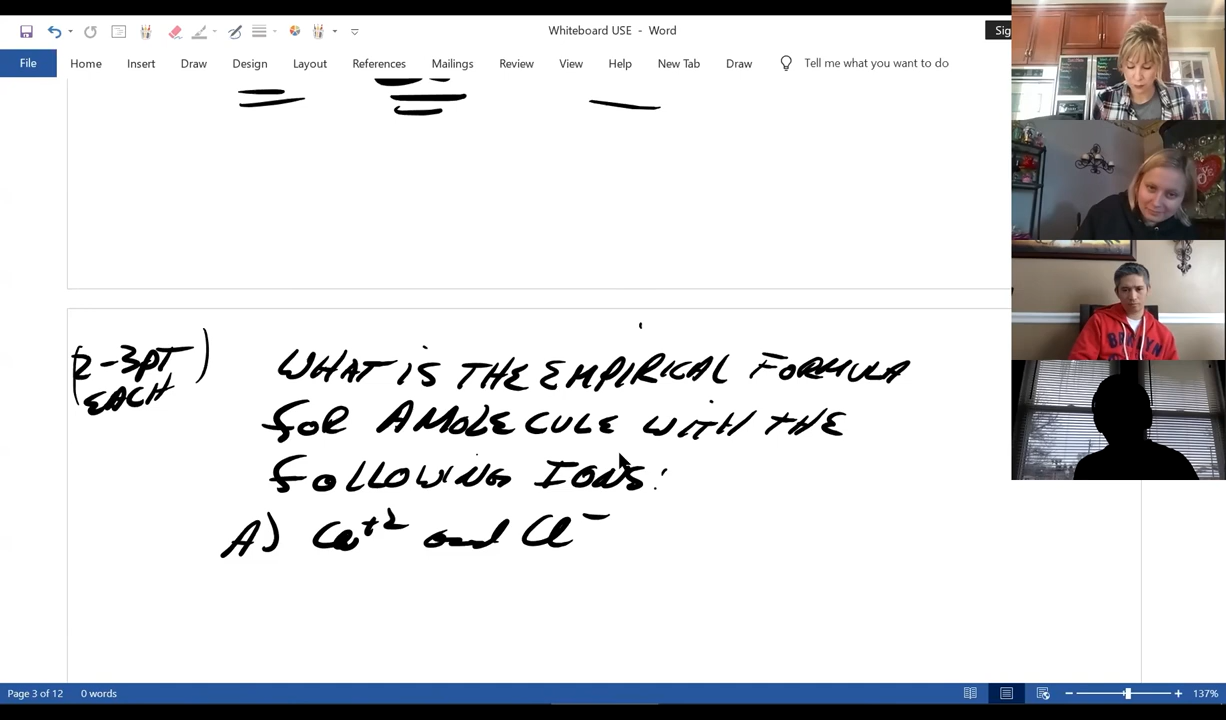 Whiteboard USE - Word
File Home Insert Draw Design Layout References Mailings Review View Help New Tab Draw Tell me what you want to do
(2-3PT EACH)
WHAT IS THE EMPIRICAL FORMULA
FOR A MOLECULE WITH THE
FOLLOWING IONS:
A) Ca+2 and Cl-
Page 3 of 12 0 words 137%